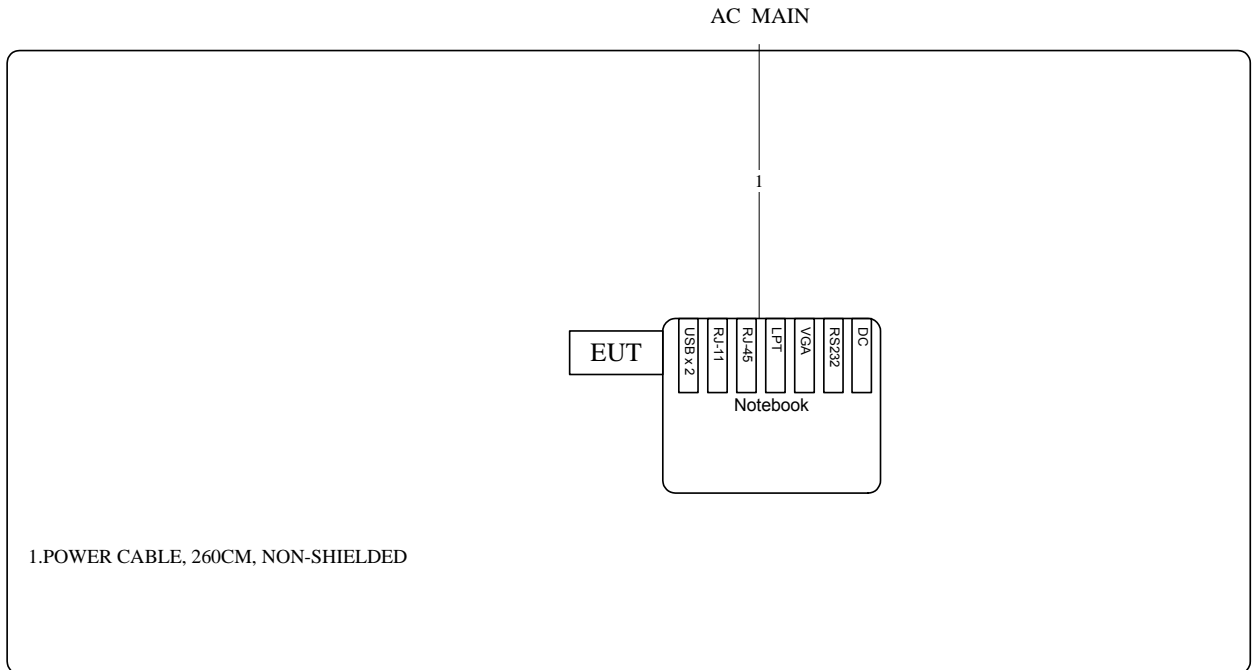 AC MAIN
1
EUT
USB x 2
RJ-11
RJ-45
LPT
VGA
RS232
DC
Notebook
1.POWER CABLE, 260CM, NON-SHIELDED